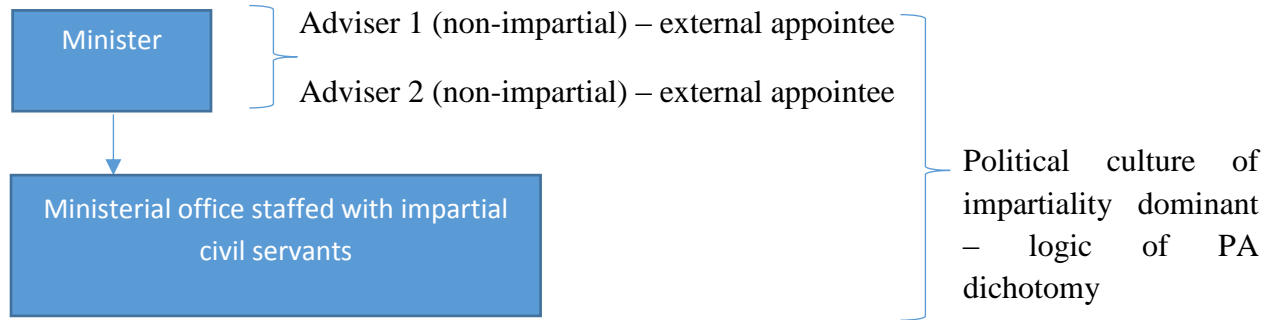 Minister
Adviser 1 (non-impartial) – external appointee
Adviser 2 (non-impartial) – external appointee
Ministerial office staffed with impartial
civil servants
Political culture of
impartiality dominant
– logic of PA
dichotomy